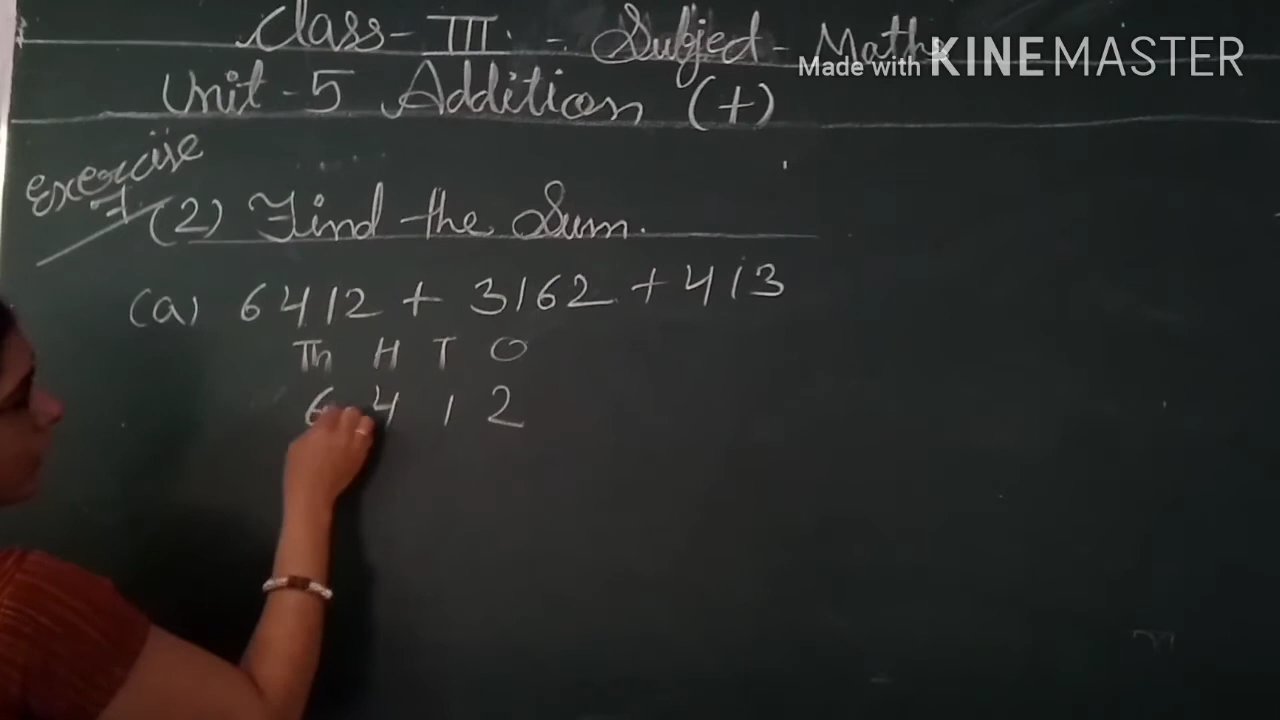 Class - III. - Subject - Maths
Made with KINEMASTER
Unit - 5 Addition (+)
Exercise
(2) Find the Sum.
(a) 6412 + 3162 + 413
Th H T O
6 4 1 2